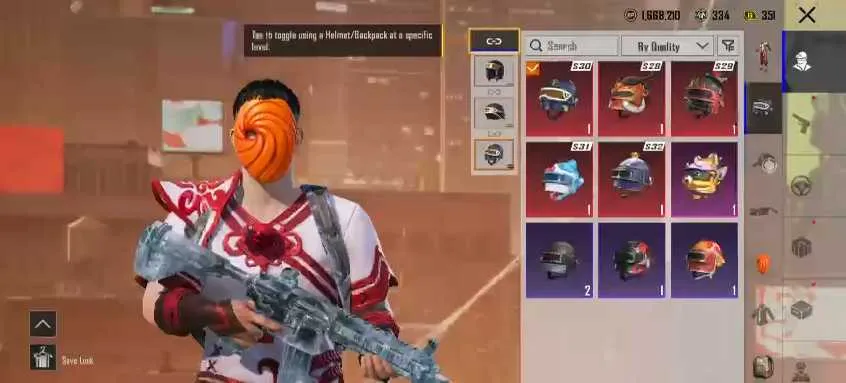 1,668,210 334 351
Tap to toggle using a Helmet/Backpack at a specific
level.
Search
By Quality
S30
S28
S29
1
1
1
S31
S32
1
1
1
2
1
1
Save Look